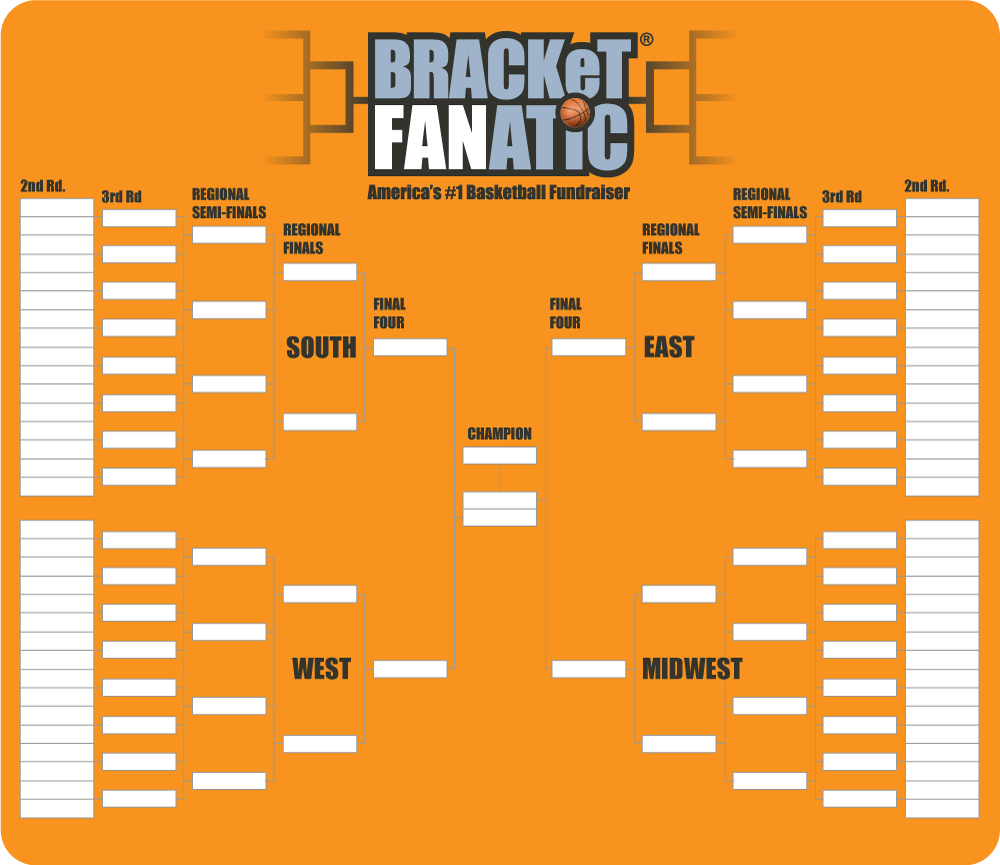 BRACKeT®
FANATiC
America's #1 Basketball Fundraiser
2nd Rd.
3rd Rd
REGIONAL
SEMI-FINALS
REGIONAL
FINALS
FINAL
FOUR
SOUTH
WEST
CHAMPION
FINAL
FOUR
REGIONAL
FINALS
REGIONAL
SEMI-FINALS
3rd Rd
2nd Rd.
EAST
MIDWEST